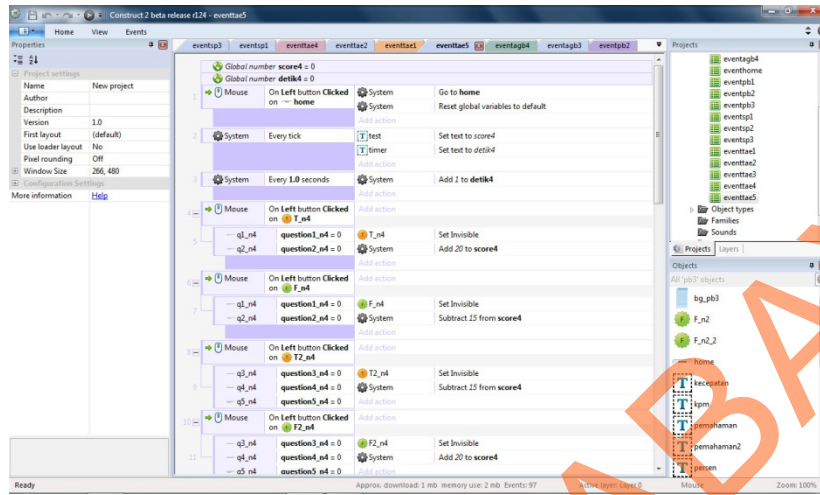 Construct 2 beta release r124 - eventtae5
Home View Events
Properties
Project settings
Name New project
Author
Description
Version 1.0
First layout (default)
Use loader layout No
Pixel rounding Off
Window Size 266, 480
Configuration Settings
More information Help
eventsp3 eventsp1 eventtae4 eventtae2 eventtae1 eventtae5 eventagb4 eventagb3 eventpb2
Global number score4 = 0
Global number detik4 = 0
1 Mouse On Left button Clicked on home System Go to home
System Reset global variables to default
Add action
2 System Every tick T test Set text to score4
T timer Set text to detik4
Add action
3 System Every 1.0 seconds System Add 1 to detik4
Add action
4 Mouse On Left button Clicked on T_n4 Add action
5 q1_n4 question1_n4 = 0 T_n4 Set Invisible
q2_n4 question2_n4 = 0 System Add 20 to score4
Add action
6 Mouse On Left button Clicked on F_n4 Add action
7 q1_n4 question1_n4 = 0 F_n4 Set Invisible
q2_n4 question2_n4 = 0 System Subtract 15 from score4
Add action
8 Mouse On Left button Clicked on T2_n4 Add action
9 q3_n4 question3_n4 = 0 T2_n4 Set Invisible
q4_n4 question4_n4 = 0 System Subtract 15 from score4
q5_n4 question5_n4 = 0 Add action
10 Mouse On Left button Clicked on F2_n4 Add action
q3_n4 question3_n4 = 0 F2_n4 Set Invisible
11 q4_n4 question4_n4 = 0 System Add 20 to score4
q5_n4 question5_n4 = 0 Add action
Projects
eventagb4
eventhome
eventpb1
eventpb2
eventpb3
eventsp1
eventsp2
eventsp3
eventtae1
eventtae2
eventtae3
eventtae4
eventtae5
Object types
Families
Sounds
Projects Layers
Objects
All 'pb3' objects
bg_pb3
F_n2
F_n2_2
home
T kecepatan
T kpm
T pemahaman
T pemahaman2
T persen
Ready Approx. download: 1 mb memory use: 2 mb Events: 97 Active layer: Layer 0 Mouse Zoom: 100%